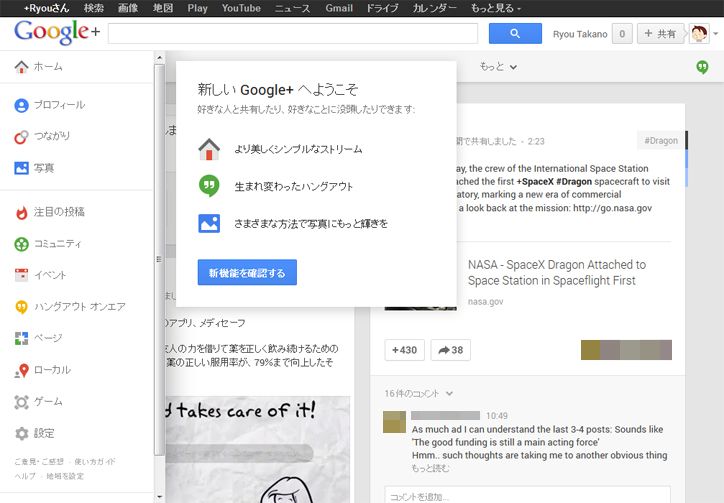 +Ryouさん 検索 画像 地図 Play YouTube ニュース Gmail ドライブ カレンダー もっと見る
Google+
Ryou Takano 0 + 共有
ホーム
もっと
プロフィール
つながり
写真
注目の投稿
コミュニティ
イベント
ハングアウト オンエア
ページ
ローカル
ゲーム
設定
ご意見・ご感想 · 使い方ガイド
ヘルプ · 地域を設定
新しい Google+ へようこそ
好きな人と共有したり、好きなことに没頭したりできます:
より美しくシンプルなストリーム
生まれ変わったハングアウト
さまざまな方法で写真にもっと輝きを
新機能を確認する
のアプリ、メディセーフ
友人の力を借りて薬を正しく飲み続けるための
薬の正しい服用率が、79%まで向上したそ
d takes care of it!
間で共有しました · 2:23
#Dragon
ay, the crew of the International Space Station
ached the first +SpaceX #Dragon spacecraft to visit
atory, marking a new era of commercial
a look back at the mission: http://go.nasa.gov
NASA - SpaceX Dragon Attached to
Space Station in Spaceflight First
nasa.gov
+430 38
16件のコメント
10:49
As much ad I can understand the last 3-4 posts: Sounds like
'The good funding is still a main acting force'
Hmm.. such thoughts are taking me to another obvious thing
もっと読む
コメントを追加...